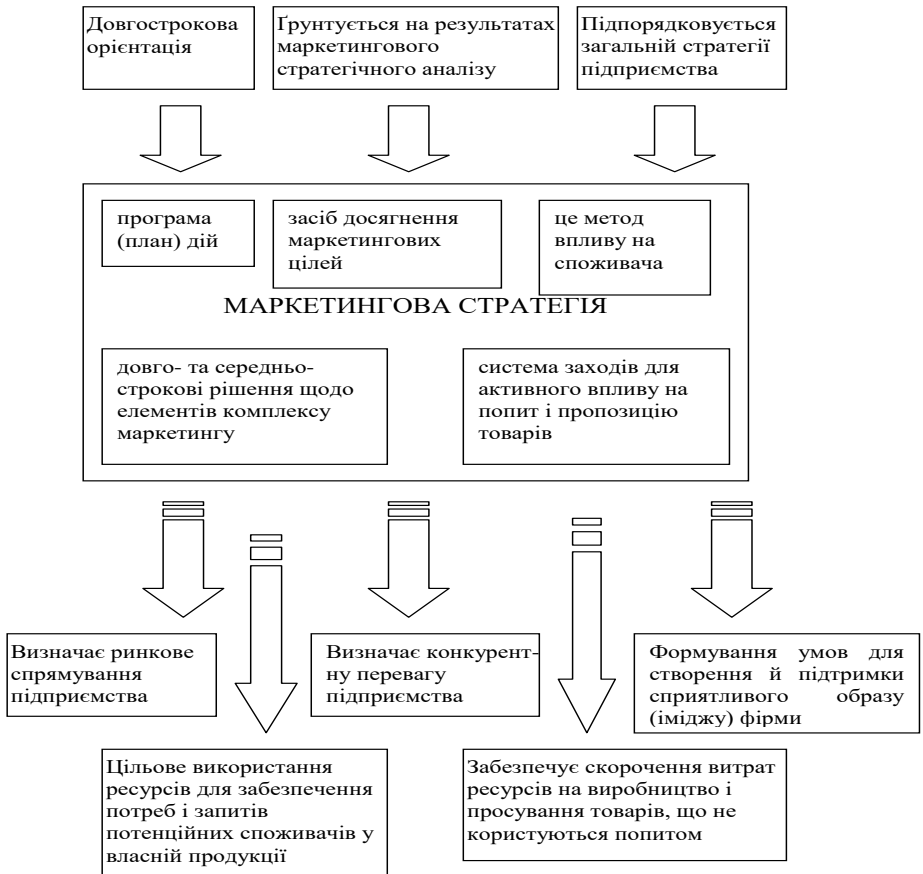 Довгострокова
орієнтація
Ґрунтується на результатах
маркетингового
стратегічного аналізу
Підпорядковується
загальній стратегії
підприємства
програма
(план) дій
засіб досягнення
маркетингових
цілей
це метод
впливу на
споживача
МАРКЕТИНГОВА СТРАТЕГІЯ
довго- та середньо-
строкові рішення щодо
елементів комплексу
маркетингу
система заходів для
активного впливу на
попит і пропозицію
товарів
Визначає ринкове
спрямування
підприємства
Визначає конкурент-
ну перевагу
підприємства
Формування умов для
створення й підтримки
сприятливого образу
(іміджу) фірми
Цільове використання
ресурсів для забезпечення
потреб і запитів
потенційних споживачів у
власній продукції
Забезпечує скорочення витрат
ресурсів на виробництво і
просування товарів, що не
користуються попитом